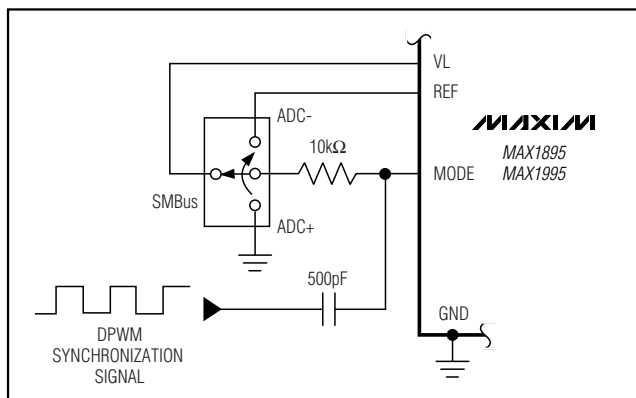 VL
REF
ADC-
MAXIM
10kΩ
MAX1895
MAX1995
MODE
SMBus
ADC+
500pF
GND
DPWM
SYNCHRONIZATION
SIGNAL